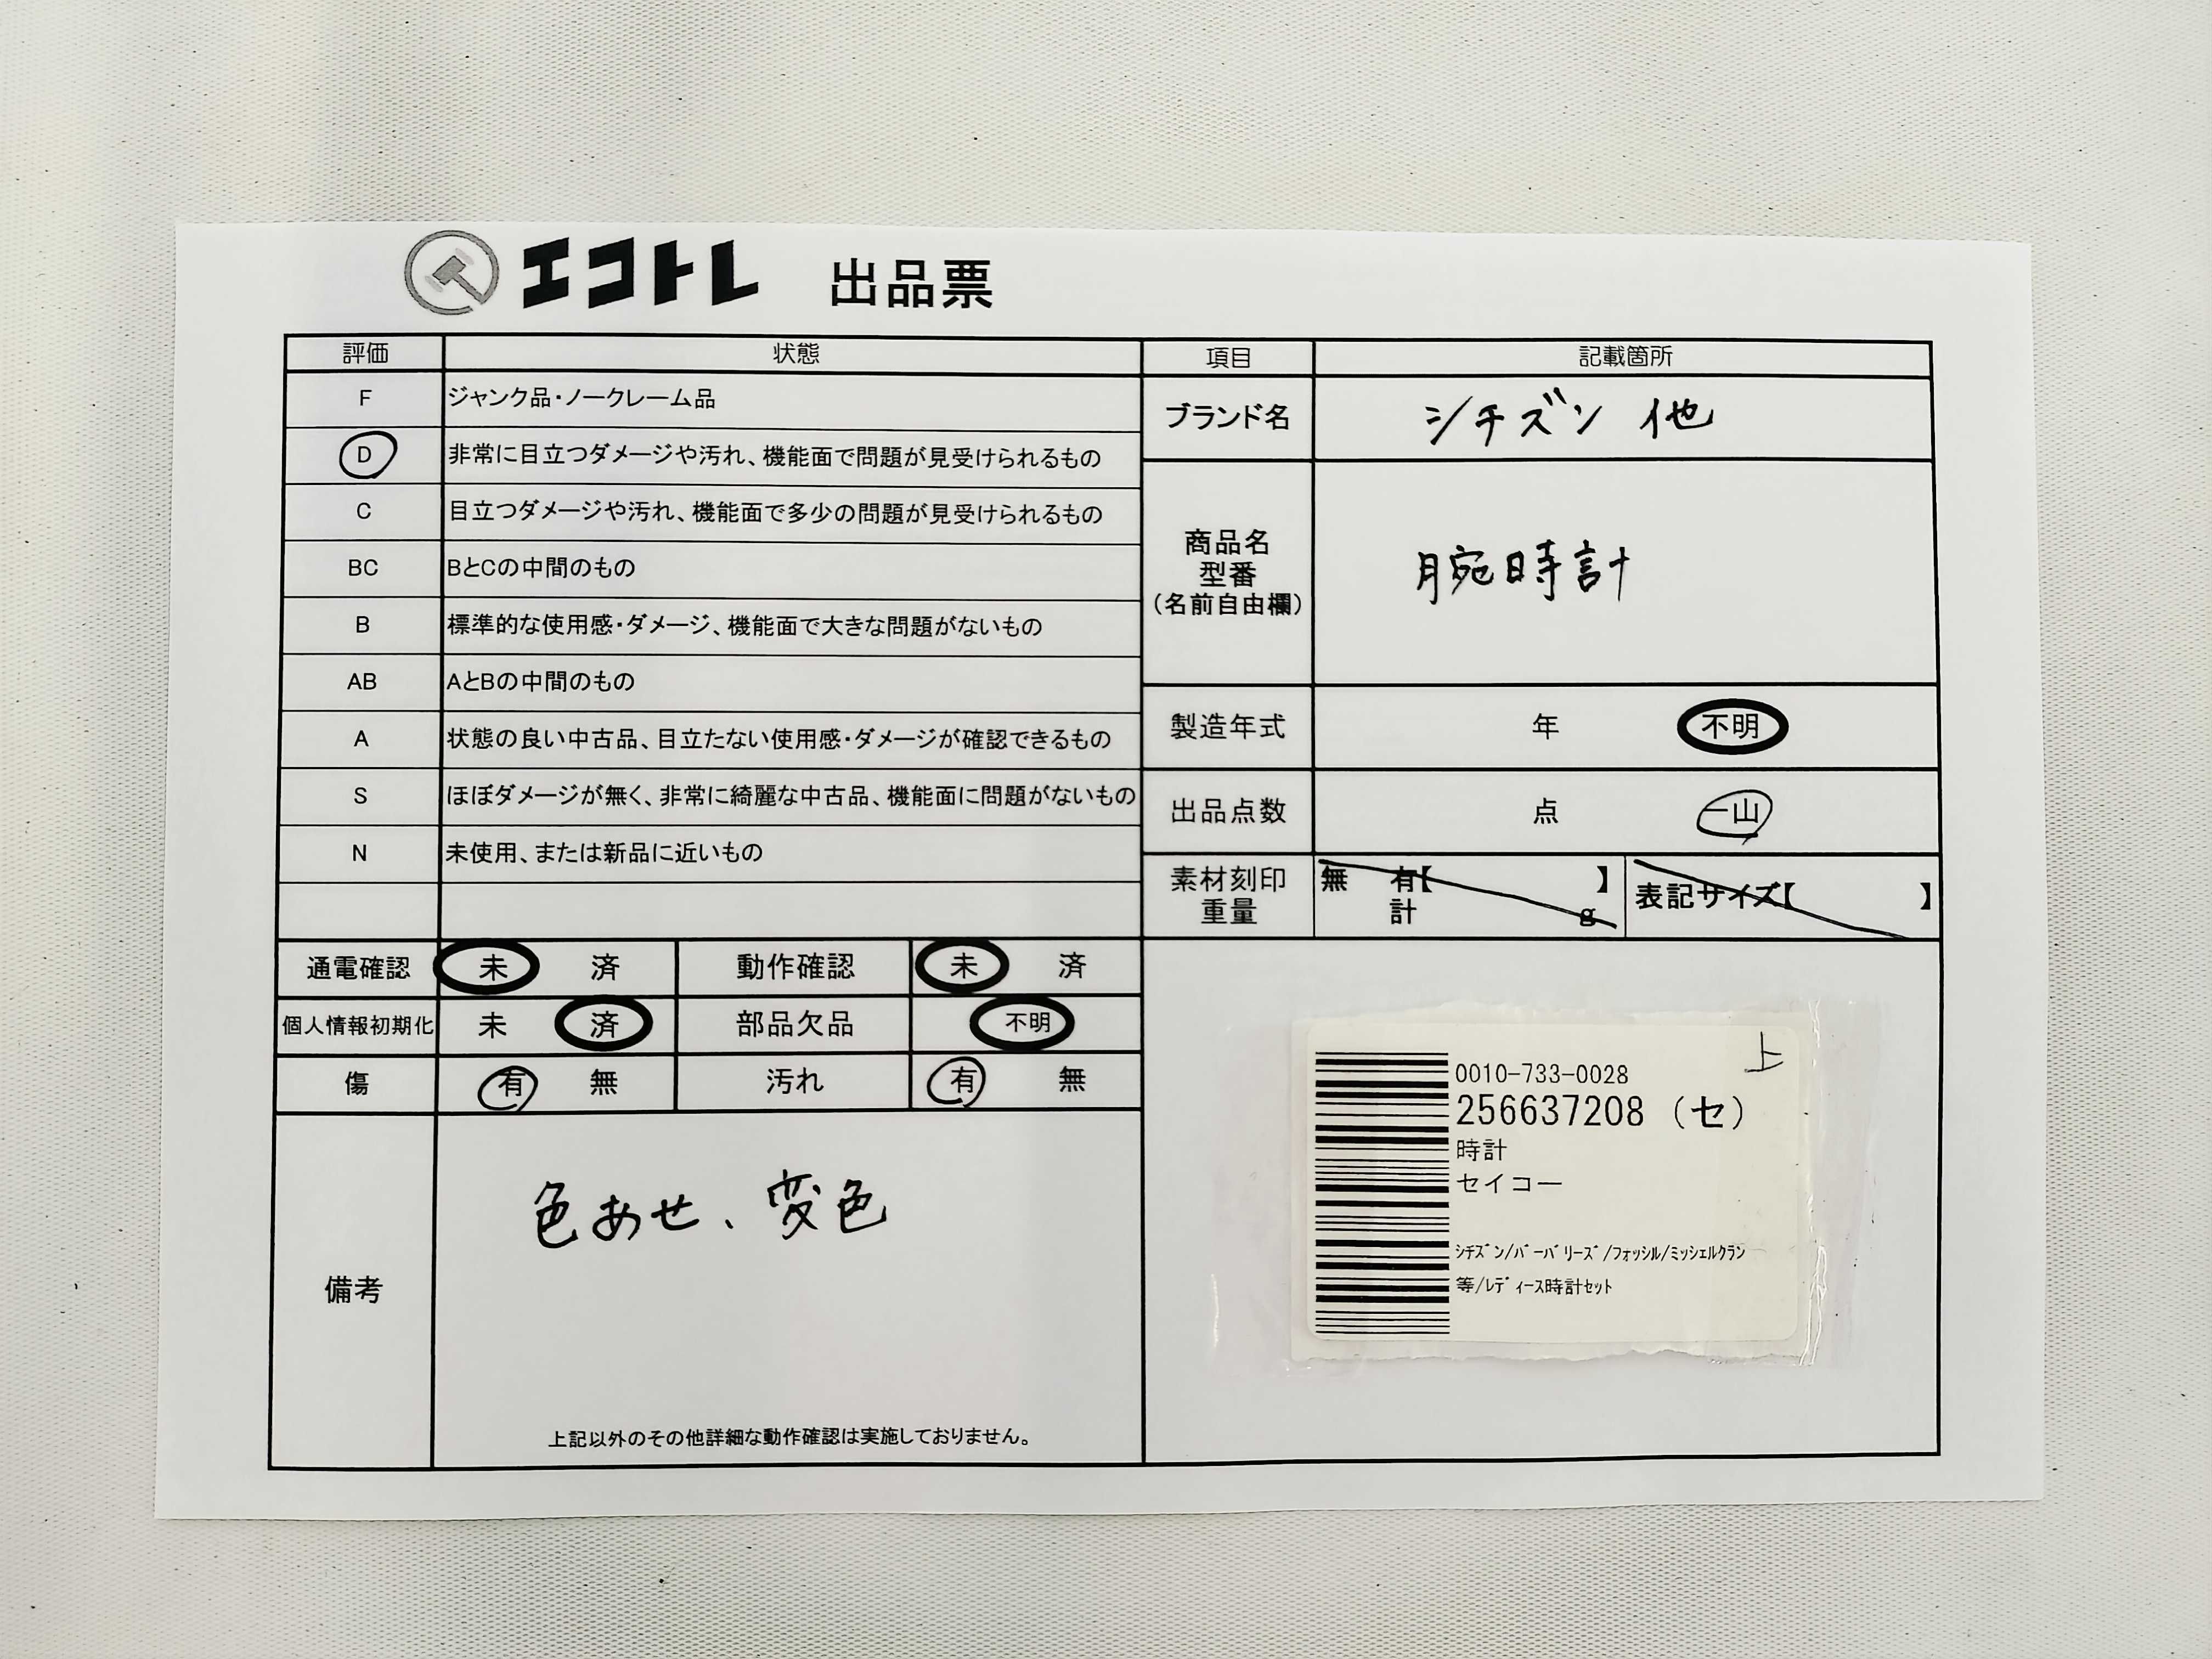 エコトレ 出品票
評価 状態 項目 記載箇所
F ジャンク品・ノークレーム品
D 非常に目立つダメージや汚れ、機能面で問題が見受けられるもの
C 目立つダメージや汚れ、機能面で多少の問題が見受けられるもの
BC BとCの中間のもの
B 標準的な使用感・ダメージ、機能面で大きな問題がないもの
AB AとBの中間のもの
A 状態の良い中古品、目立たない使用感・ダメージが確認できるもの
S ほぼダメージが無く、非常に綺麗な中古品、機能面に問題がないもの
N 未使用、または新品に近いもの
ブランド名 シチズン 他
商品名
型番
(名前自由欄)
腕時計
製造年式 年 不明
出品点数 点 一山
素材刻印
重量
無 有【 】
計 g
表記サイズ【 】
通電確認 未 済 動作確認 未 済
個人情報初期化 未 済 部品欠品 不明
傷 有 無 汚れ 有 無
備考
色あせ、変色
上記以外のその他詳細な動作確認は実施しておりません。
上
0010-733-0028
256637208 (セ)
時計
セイコー
ｼﾁｽﾞﾝ/ﾊﾞｰﾊﾞﾘｰｽﾞ/ﾌｫｯｼﾙ/ﾐｯｼｪﾙｸﾗﾝ
等/ﾚﾃﾞｨｰｽ時計ｾｯﾄ